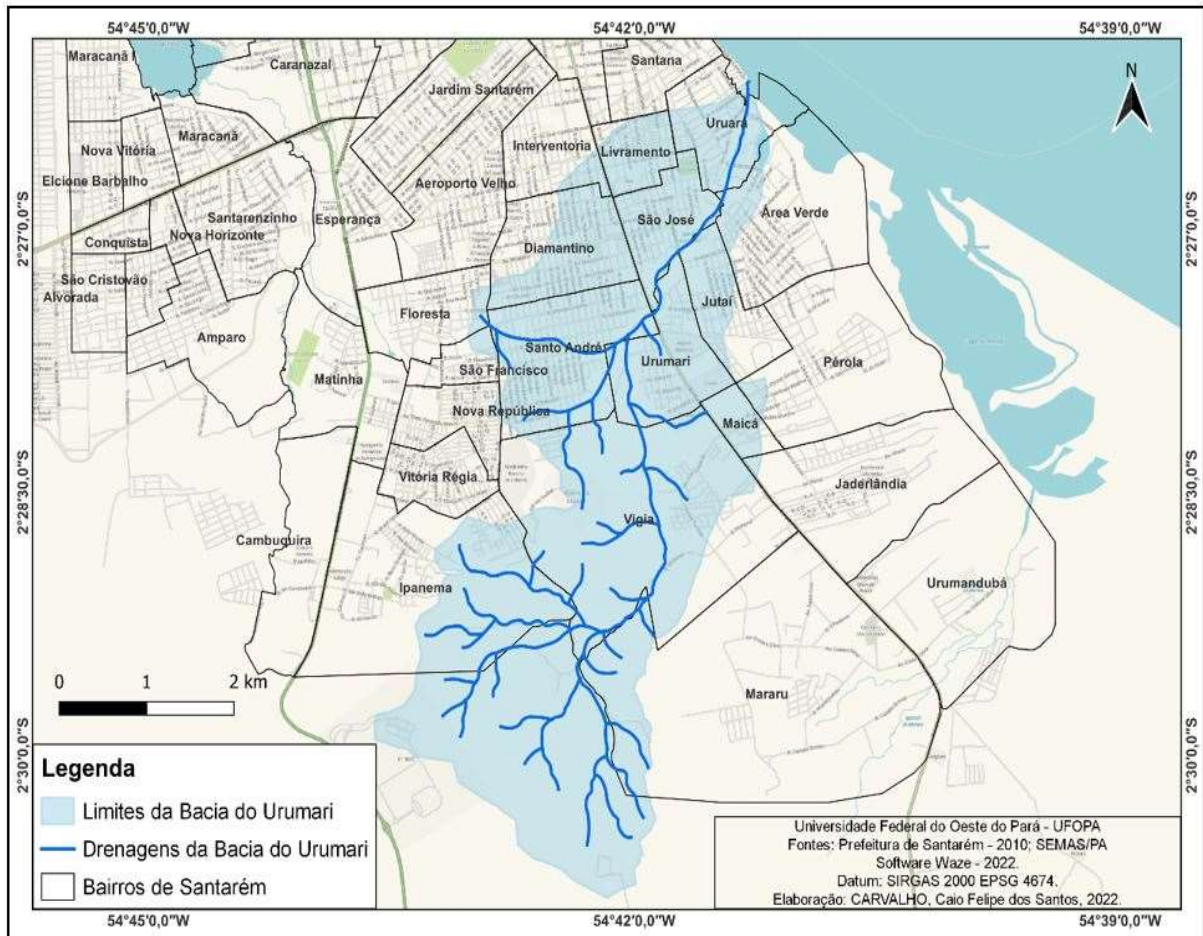 54°45'0,0"W
54°42'0,0"W
54°39'0,0"W
Maracanã I
Caranazal
Santana
N
Jardim Santarém
Uruará
Maracanã
Interventoria
Livramento
Nova Vitória
Elcione Barbalho
Aeroporto Velho
Santarenzinho
Esperança
São José
Área Verde
2°27'0,0"S
2°27'0,0"S
Nova Horizonte
Conquista
Diamantino
São Cristovão
Alvorada
Jutaí
Floresta
Amparo
Santo André
Urumari
Pérola
São Francisco
Matinha
Nova República
Maicá
Vitória Régia
Jaderlândia
2°28'30,0"S
2°28'30,0"S
Vigia
Cambuquira
Ipanema
Urumandubá
0 1 2 km
Mararu
2°30'0,0"S
2°30'0,0"S
Legenda
Limites da Bacia do Urumari
Drenagens da Bacia do Urumari
Bairros de Santarém
Universidade Federal do Oeste do Pará - UFOPA
Fontes: Prefeitura de Santarém - 2010; SEMAS/PA
Software Waze - 2022.
Datum: SIRGAS 2000 EPSG 4674.
Elaboração: CARVALHO, Caio Felipe dos Santos, 2022.
54°45'0,0"W
54°42'0,0"W
54°39'0,0"W